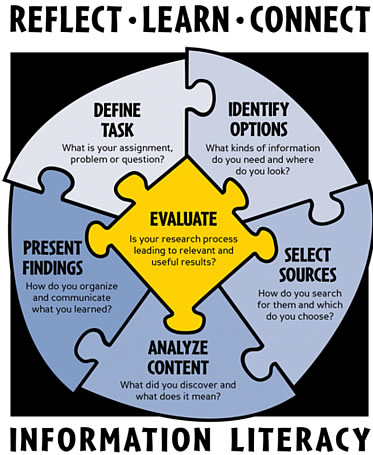 REFLECT · LEARN · CONNECT
DEFINE
TASK
What is your assignment,
problem or question?
IDENTIFY
OPTIONS
What kinds of information
do you need and where
do you look?
EVALUATE
Is your research process
leading to relevant and
useful results?
PRESENT
FINDINGS
How do you organize
and communicate
what you learned?
SELECT
SOURCES
How do you search
for them and which
do you choose?
ANALYZE
CONTENT
What did you discover and
what does it mean?
INFORMATION LITERACY